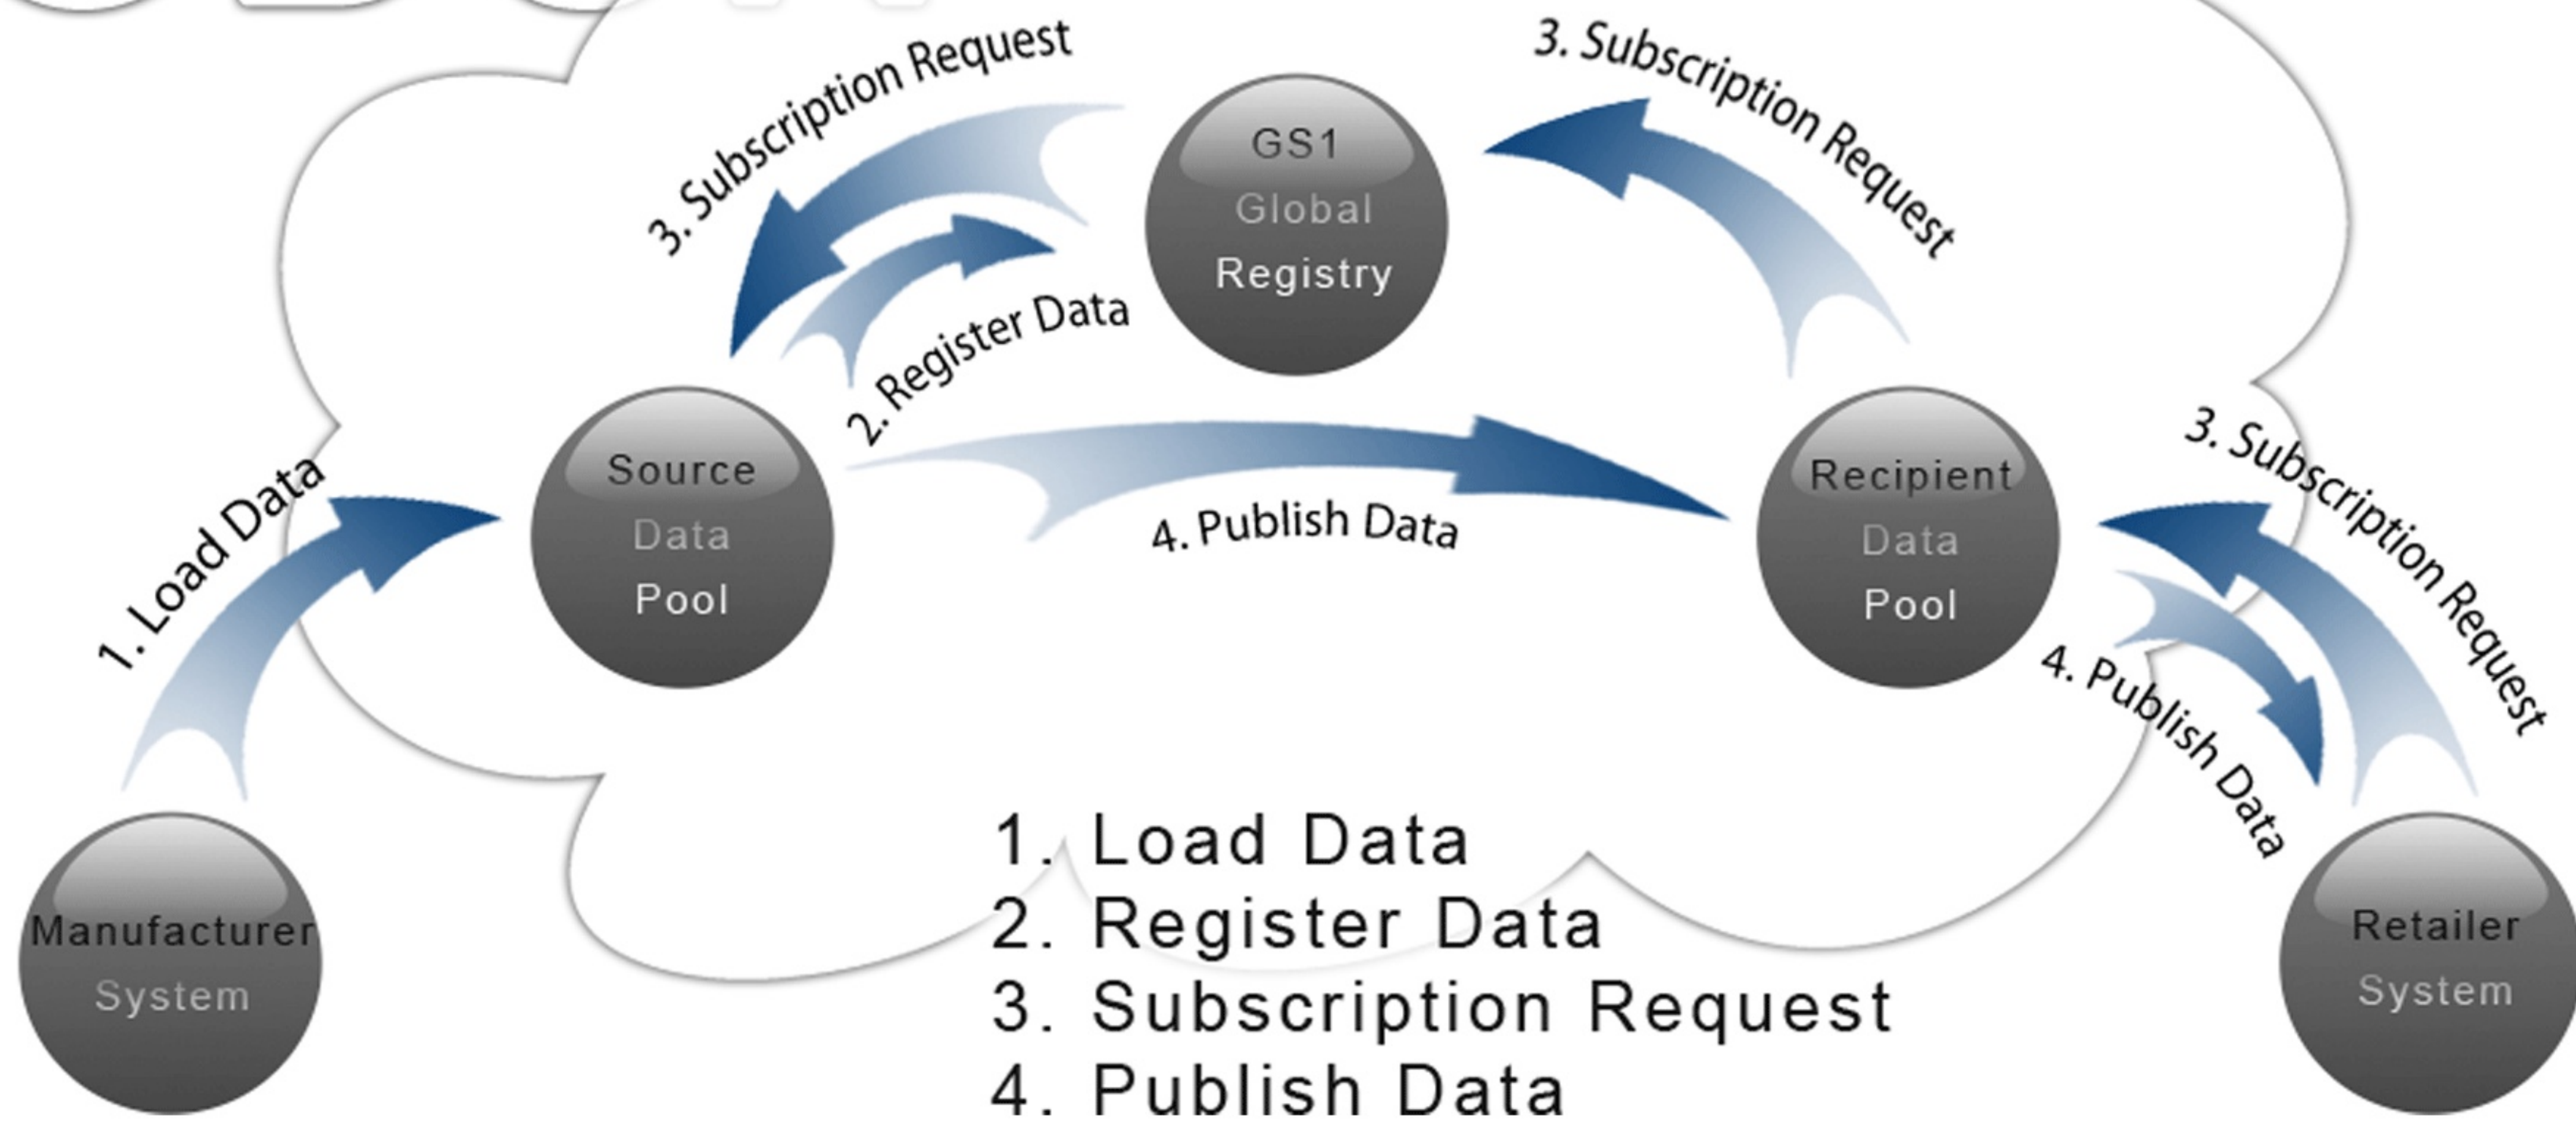 3. Subscription Request
3. Subscription Request
GS1
Global
Registry
2. Register Data
3. Subscription Request
1. Load Data
Source
Data
Pool
4. Publish Data
Recipient
Data
Pool
4. Publish Data
Manufacturer
System
Retailer
System
1. Load Data
2. Register Data
3. Subscription Request
4. Publish Data